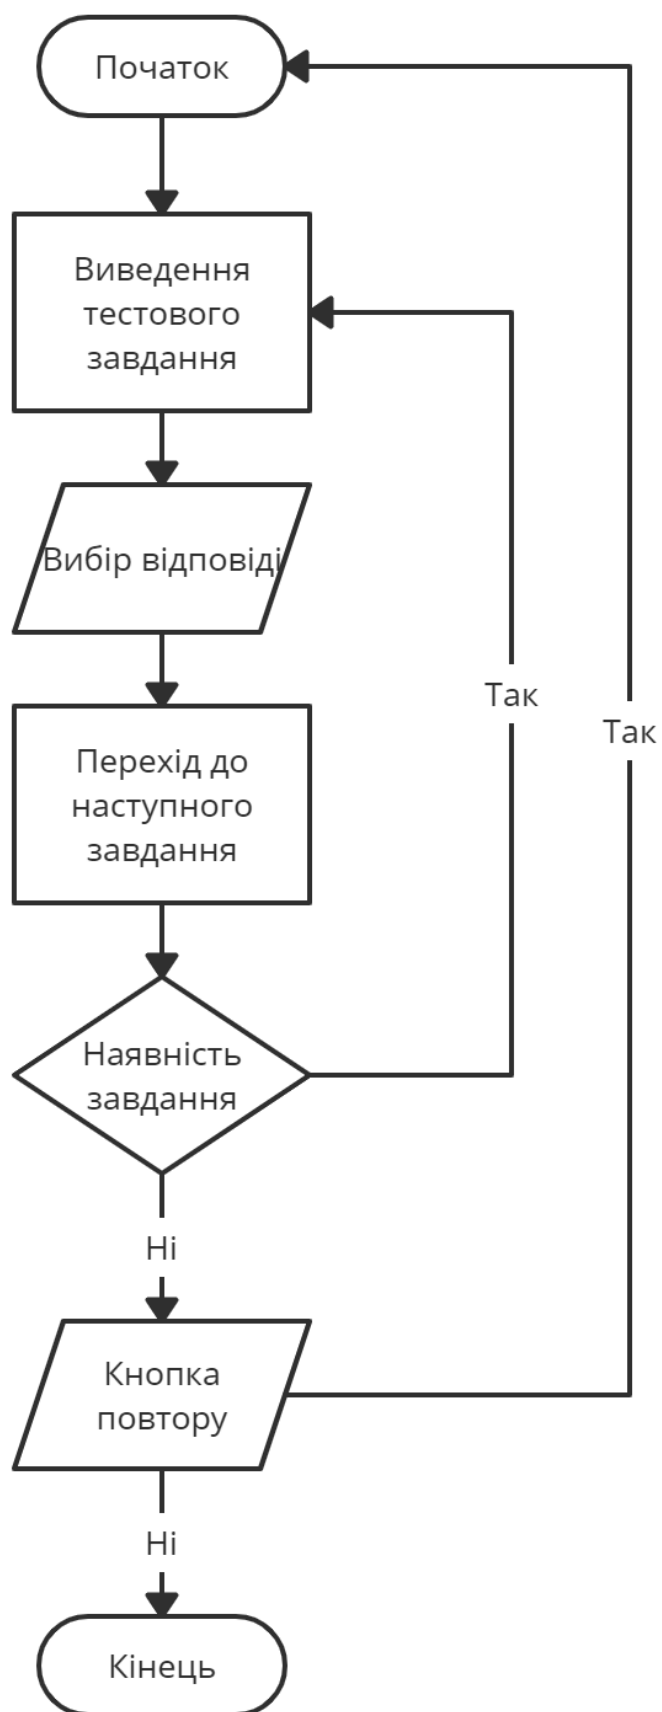 Початок
Виведення
тестового
завдання
Вибір відповіді
Так
Так
Перехід до
наступного
завдання
Наявність
завдання
Ні
Кнопка
повтору
Ні
Кінець